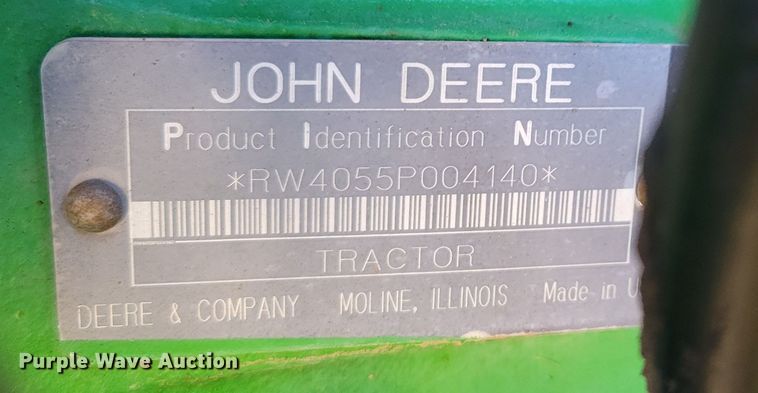 JOHN DEERE
Product Identification Number
*RW4055P004140*
TRACTOR
DEERE & COMPANY MOLINE, ILLINOIS Made in U
Purple Wave Auction